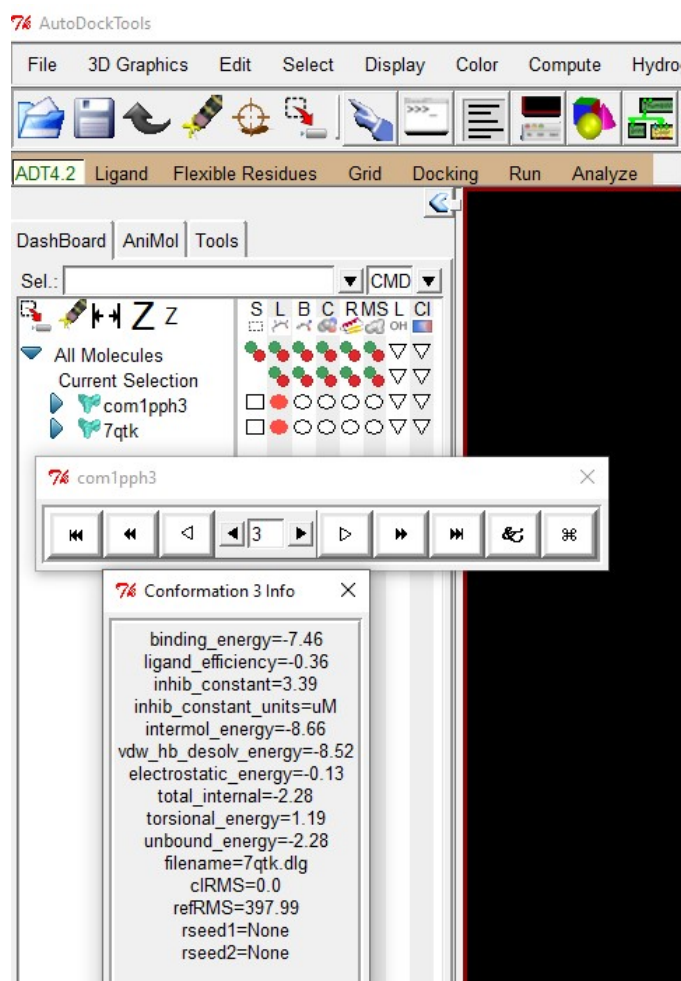 AutoDockTools
File 3D Graphics Edit Select Display Color Compute Hydro
>>>_
ADT4.2 Ligand Flexible Residues Grid Docking Run Analyze
DashBoard AniMol Tools
Sel.: CMD
Z Z S L B C R MS L Cl
OH
All Molecules
Current Selection
com1pph3
7qtk
com1pph3
3 &
Conformation 3 Info
binding_energy=-7.46
ligand_efficiency=-0.36
inhib_constant=3.39
inhib_constant_units=uM
intermol_energy=-8.66
vdw_hb_desolv_energy=-8.52
electrostatic_energy=-0.13
total_internal=-2.28
torsional_energy=1.19
unbound_energy=-2.28
filename=7qtk.dlg
clRMS=0.0
refRMS=397.99
rseed1=None
rseed2=None